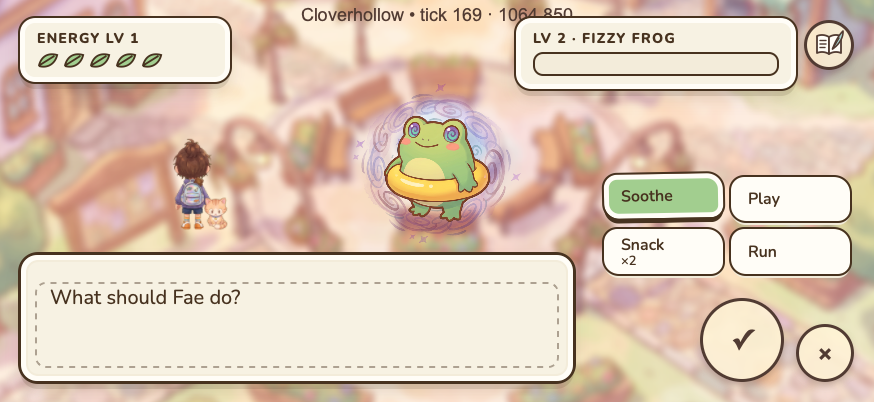 Cloverhollow • tick 169 · 1064,850
ENERGY LV 1
LV 2 · FIZZY FROG
Soothe
Play
Snack
×2
Run
What should Fae do?